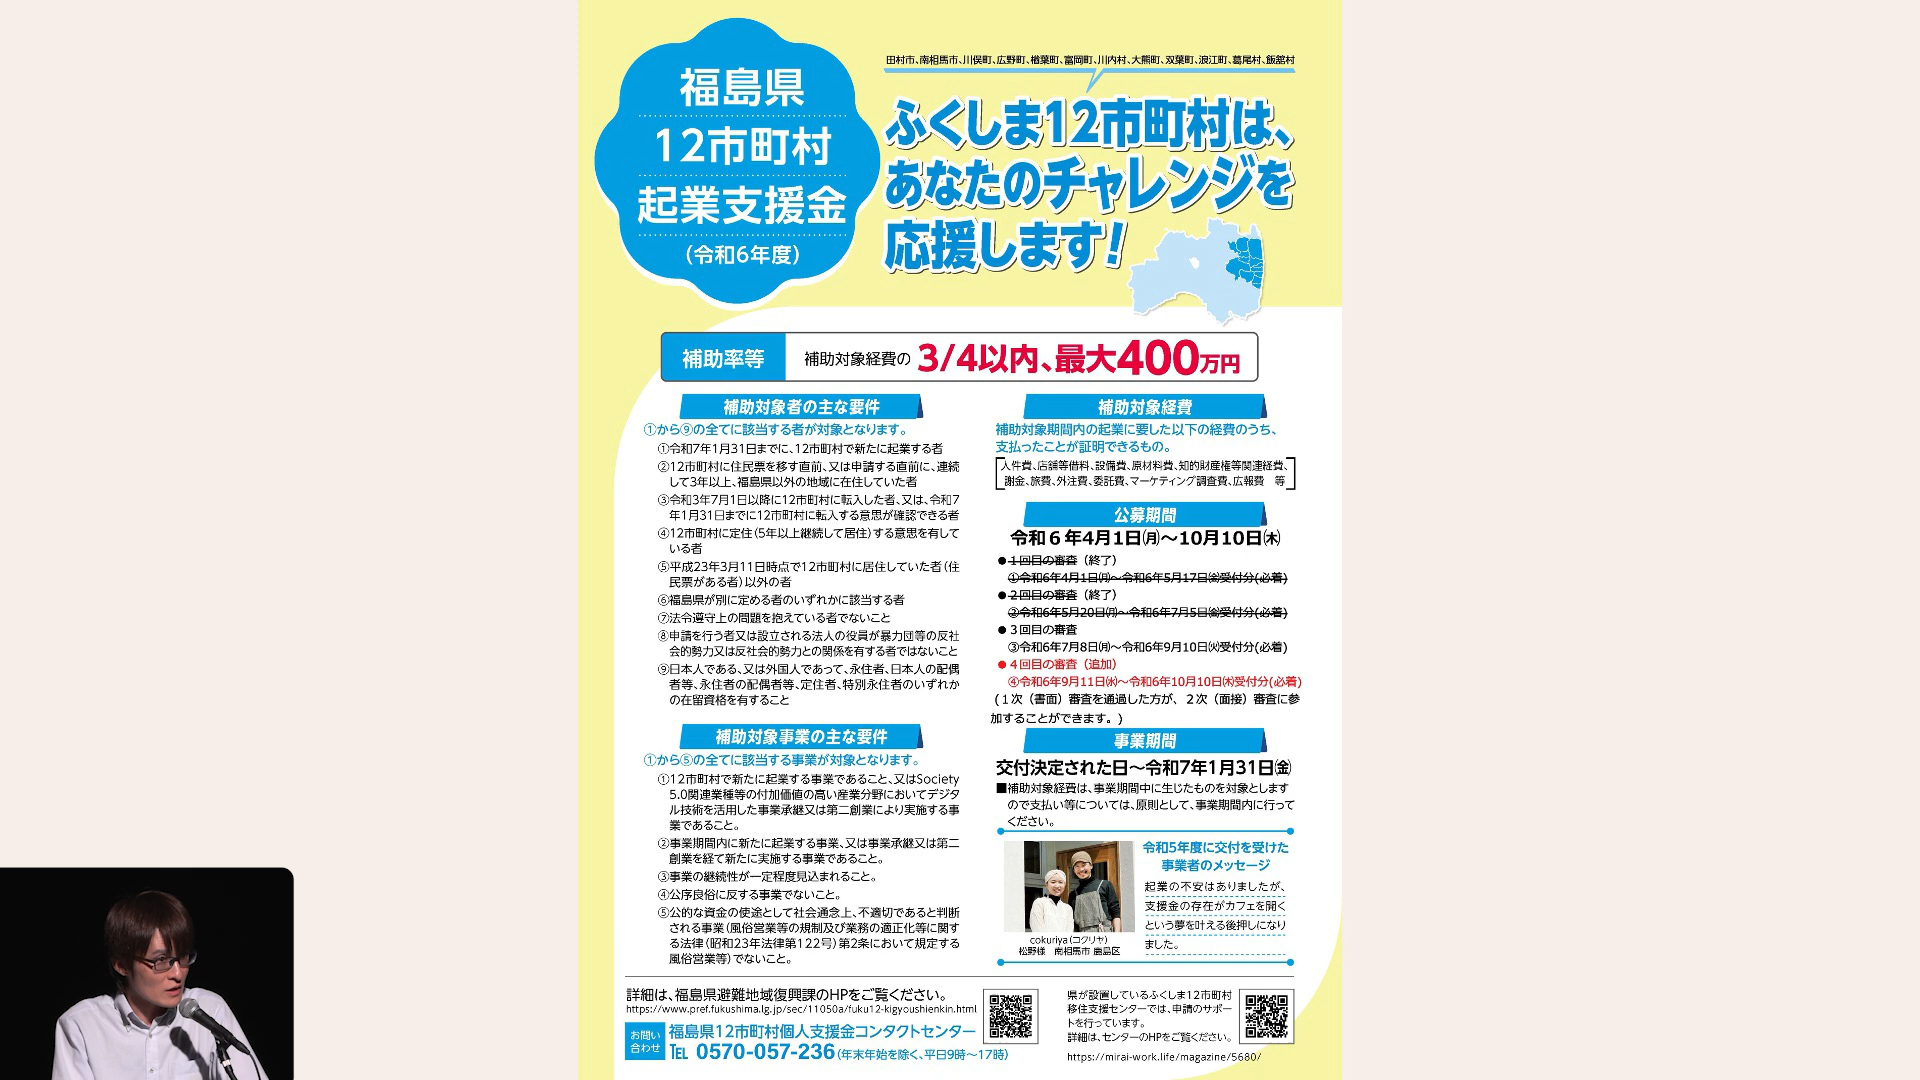 福島県
12市町村
起業支援金
(令和6年度)
田村市、南相馬市、川俣町、広野町、楢葉町、富岡町、川内村、大熊町、双葉町、浪江町、葛尾村、飯舘村
ふくしま12市町村は、
あなたのチャレンジを
応援します!
補助率等
補助対象経費の 3/4以内、最大400万円
補助対象者の主な要件
①から⑨の全てに該当する者が対象となります。
①令和7年1月31日までに、12市町村で新たに起業する者
②12市町村に住民票を移す直前、又は申請する直前に、連続
して3年以上、福島県以外の地域に在住していた者
③令和3年7月1日以降に12市町村に転入した者、又は、令和7
年1月31日までに12市町村に転入する意思が確認できる者
④12市町村に定住(5年以上継続して居住)する意思を有して
いる者
⑤平成23年3月11日時点で12市町村に居住していた者(住
民票がある者)以外の者
⑥福島県が別に定める者のいずれかに該当する者
⑦法令遵守上の問題を抱えている者でないこと
⑧申請を行う者又は設立される法人の役員が暴力団等の反社
会的勢力又は反社会的勢力との関係を有する者ではないこと
⑨日本人である、又は外国人であって、永住者、日本人の配偶
者等、永住者の配偶者等、定住者、特別永住者のいずれか
の在留資格を有すること
補助対象事業の主な要件
①から⑤の全てに該当する事業が対象となります。
①12市町村で新たに起業する事業であること、又はSociety
5.0関連業種等の付加価値の高い産業分野においてデジタ
ル技術を活用した事業承継又は第二創業により実施する事
業であること。
②事業期間内に新たに起業する事業、又は事業承継又は第二
創業を経て新たに実施する事業であること。
③事業の継続性が一定程度見込まれること。
④公序良俗に反する事業でないこと。
⑤公的な資金の使途として社会通念上、不適切であると判断
される事業(風俗営業等の規制及び業務の適正化等に関す
る法律(昭和23年法律第122号)第2条において規定する
風俗営業等)でないこと。
補助対象経費
補助対象期間内の起業に要した以下の経費のうち、
支払ったことが証明できるもの。
人件費、店舗等借料、設備費、原材料費、知的財産権等関連経費、
謝金、旅費、外注費、委託費、マーケティング調査費、広報費 等
公募期間
令和6年4月1日㈪～10月10日㈭
●1回目の審査（終了）
①令和6年4月1日㈪～令和6年5月17日㈮受付分(必着)
●2回目の審査（終了）
②令和6年5月20日㈪～令和6年7月5日㈮受付分(必着)
●3回目の審査
③令和6年7月8日㈪～令和6年9月10日㈫受付分(必着)
●4回目の審査（追加）
④令和6年9月11日㈬～令和6年10月10日㈭受付分(必着)
(1次（書面）審査を通過した方が、2次（面接）審査に参
加することができます。)
事業期間
交付決定された日～令和7年1月31日㊎
■補助対象経費は、事業期間中に生じたものを対象とします
ので支払い等については、原則として、事業期間内に行って
ください。
令和5年度に交付を受けた
事業者のメッセージ
起業の不安はありましたが、
支援金の存在がカフェを開く
という夢を叶える後押しになり
ました。
cokuriya(コクリヤ)
松野様 南相馬市 鹿島区
詳細は、福島県避難地域復興課のHPをご覧ください。
https://www.pref.fukushima.lg.jp/sec/11050a/fuku12-kigyoushienkin.html
お問い
合わせ
福島県12市町村個人支援金コンタクトセンター
TEL 0570-057-236(年末年始を除く、平日9時～17時)
県が設置しているふくしま12市町村
移住支援センターでは、申請のサポー
トを行っています。
詳細は、センターのHPをご覧ください。
https://mirai-work.life/magazine/5680/